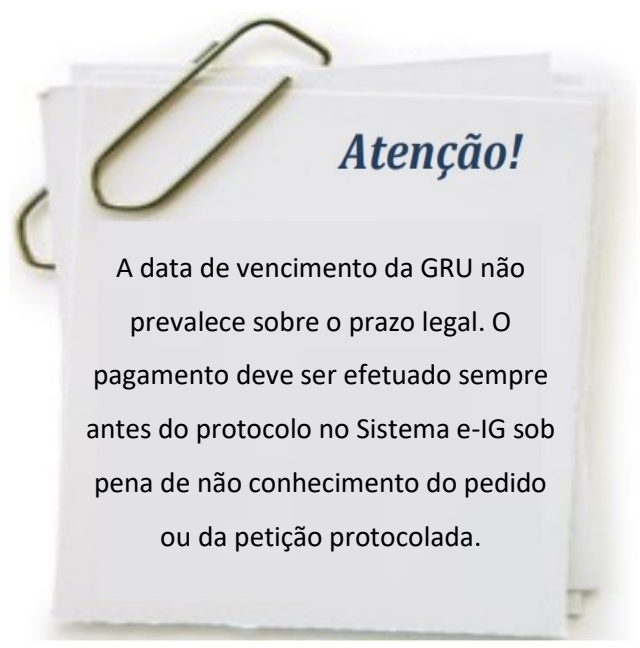 Atenção!
A data de vencimento da GRU não
prevalece sobre o prazo legal. O
pagamento deve ser efetuado sempre
antes do protocolo no Sistema e-IG sob
pena de não conhecimento do pedido
ou da petição protocolada.